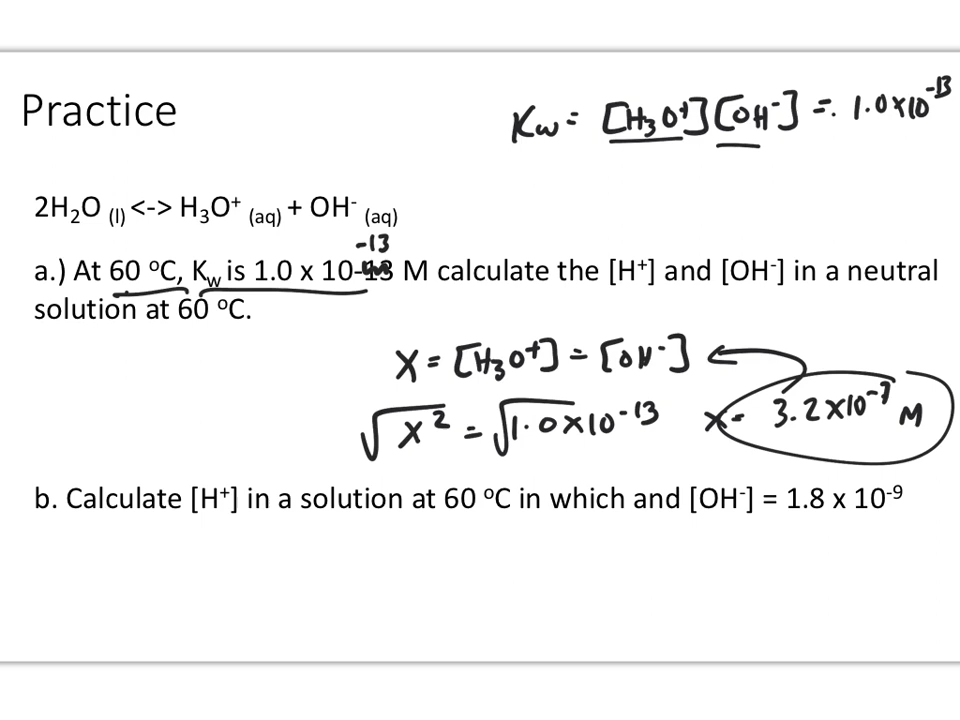 Practice
Kw = [H₃O⁺][OH⁻] = 1.0x10⁻¹³
2H₂O (l) <-> H₃O⁺ (aq) + OH⁻ (aq)
-13
a.) At 60 ºC, Kw is 1.0 x 10-13 M calculate the [H⁺] and [OH⁻] in a neutral
solution at 60 ºC.
x = [H₃O⁺] = [OH⁻]
√x² = √1.0x10⁻¹³ x = 3.2x10⁻⁷ M
b. Calculate [H⁺] in a solution at 60 ºC in which and [OH⁻] = 1.8 x 10⁻⁹